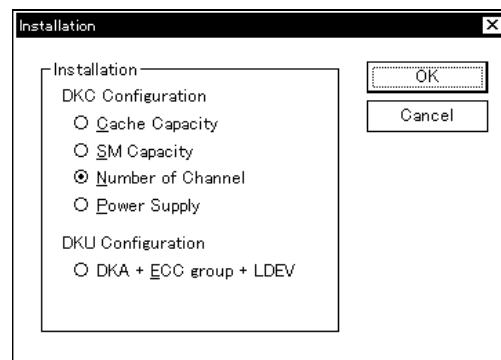 Installation
Installation
DKC Configuration
Cache Capacity
SM Capacity
Number of Channel
Power Supply
DKU Configuration
DKA + ECC group + LDEV
OK
Cancel